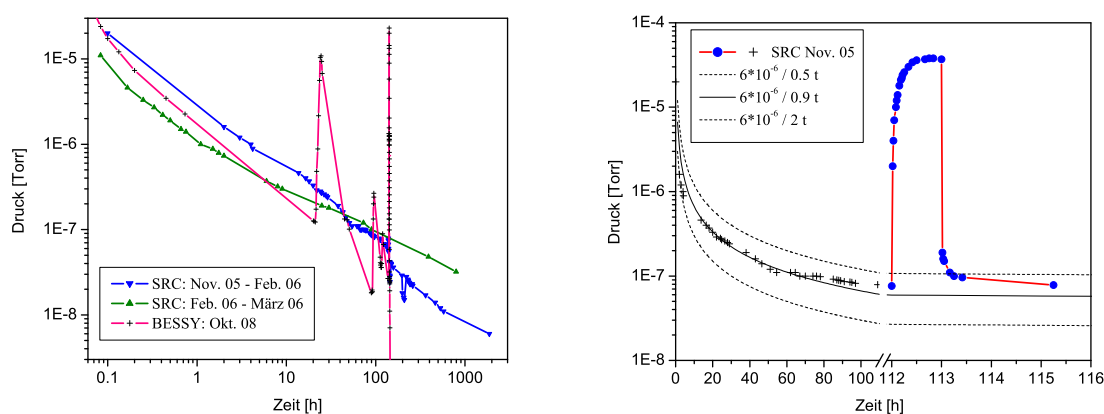 1E-5
1E-6
1E-7
1E-8
Druck [Torr]
SRC: Nov. 05 - Feb. 06
SRC: Feb. 06 - März 06
BESSY: Okt. 08
0.1 1 10 100 1000
Zeit [h]
1E-4
1E-5
1E-6
1E-7
1E-8
Druck [Torr]
SRC Nov. 05
6*10^-6 / 0.5 t
6*10^-6 / 0.9 t
6*10^-6 / 2 t
0 20 40 60 80 100 112 113 114 115 116
Zeit [h]